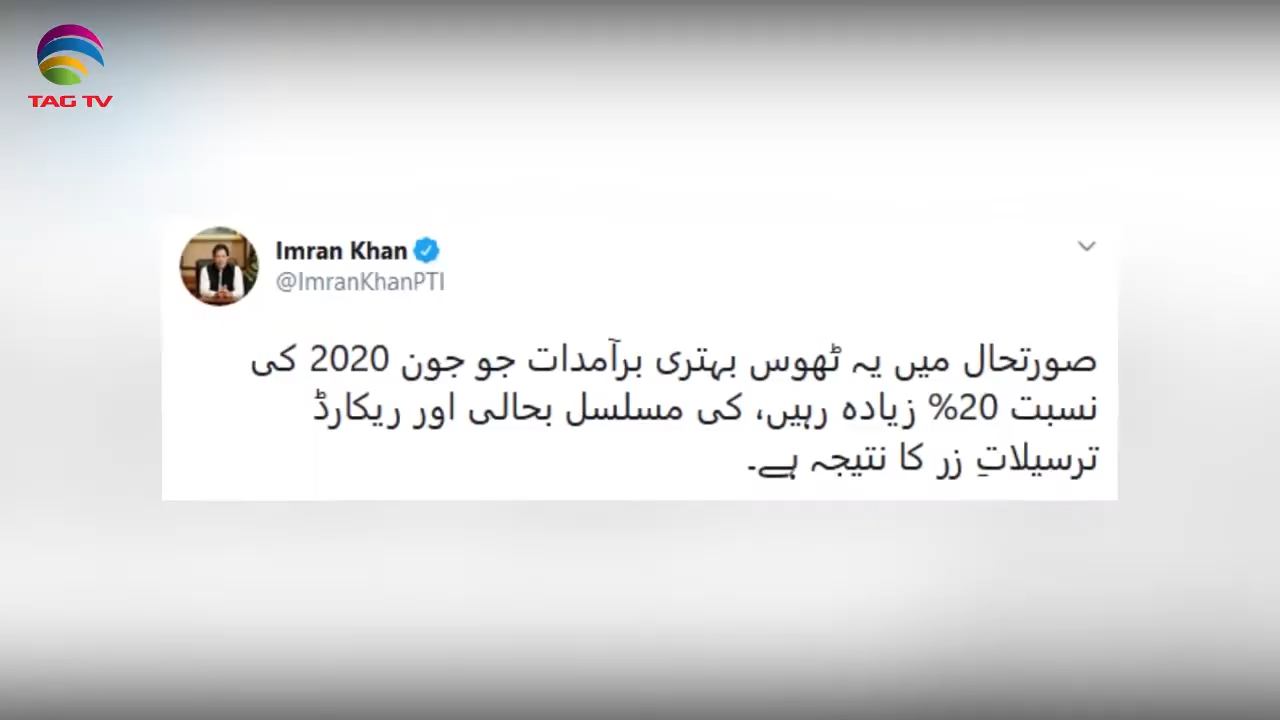 TAG TV
Imran Khan
@ImranKhanPTI
صورتحال میں یہ ٹھوس بہتری برآمدات جو جون 2020 کی
نسبت 20% زیادہ رہیں، کی مسلسل بحالی اور ریکارڈ
ترسیلاتِ زر کا نتیجہ ہے۔